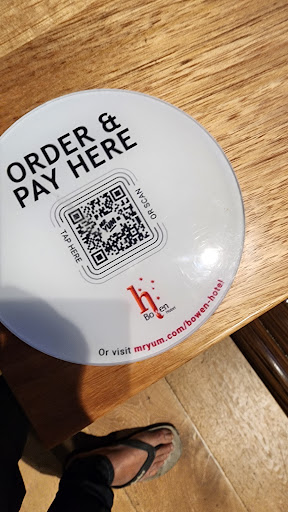 ORDER &
PAY HERE
TAP HERE
OR SCAN
h
Bowen
Or visit mryum.com/bowen-hotel